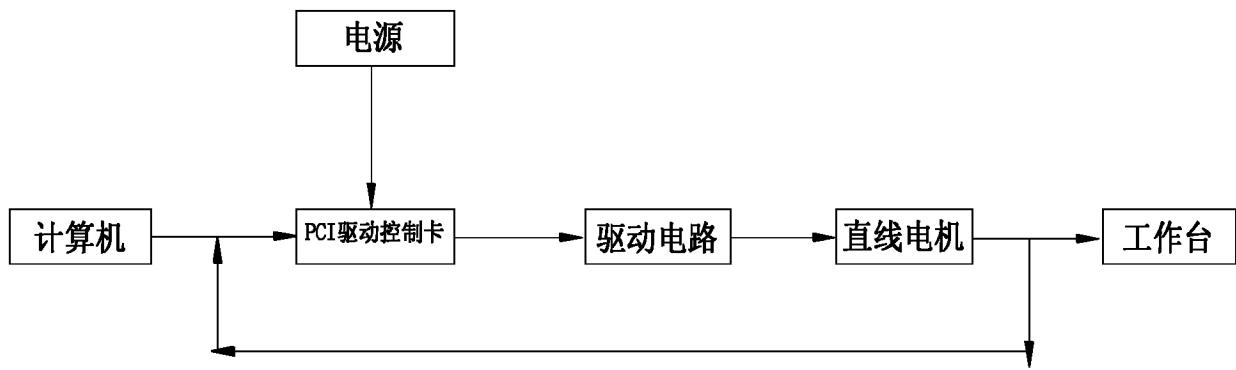 电源
计算机
PCI驱动控制卡
驱动电路
直线电机
工作台